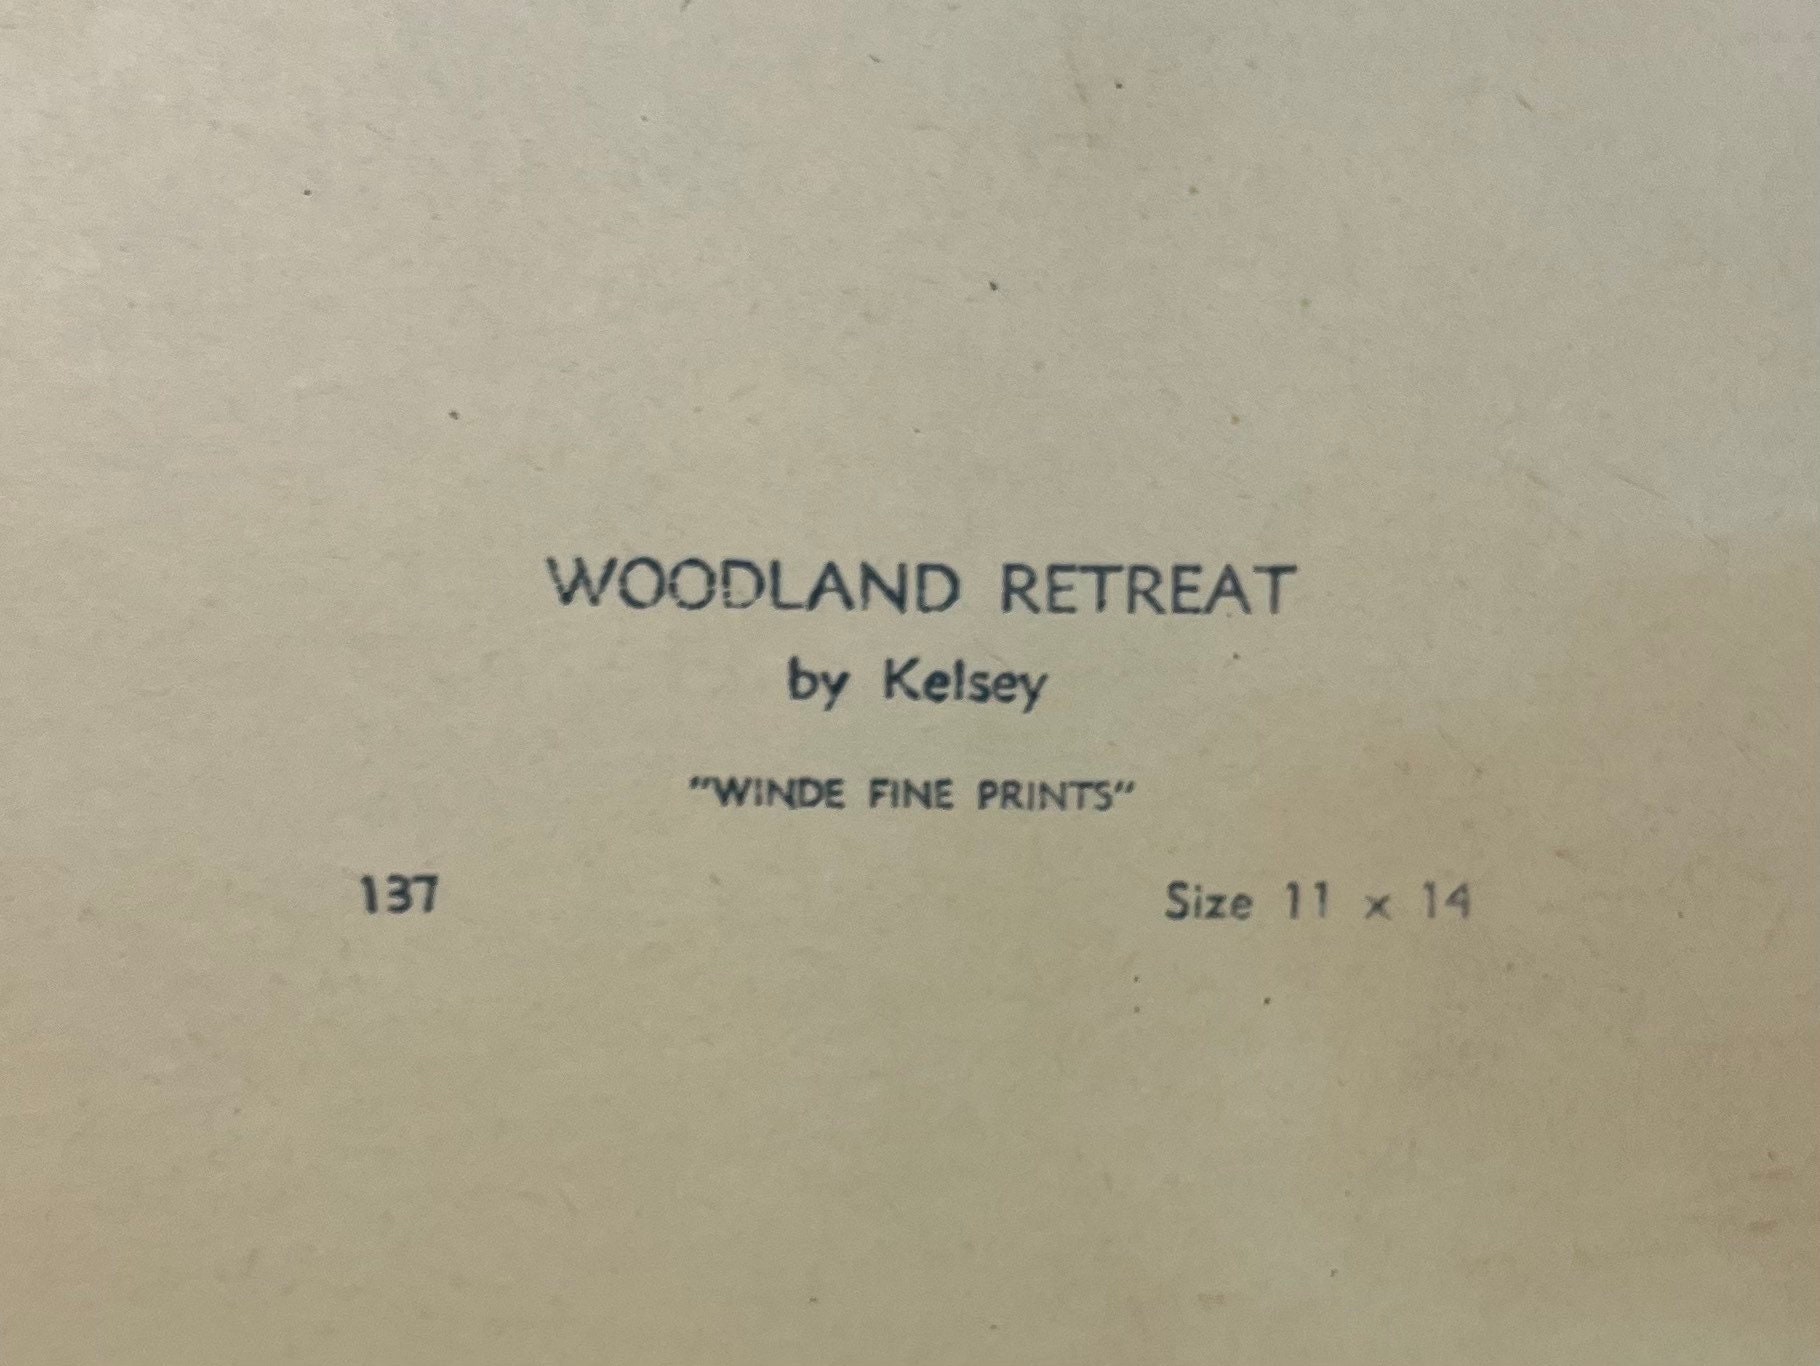 WOODLAND RETREAT
by Kelsey
"WINDE FINE PRINTS"
137 Size 11 x 14